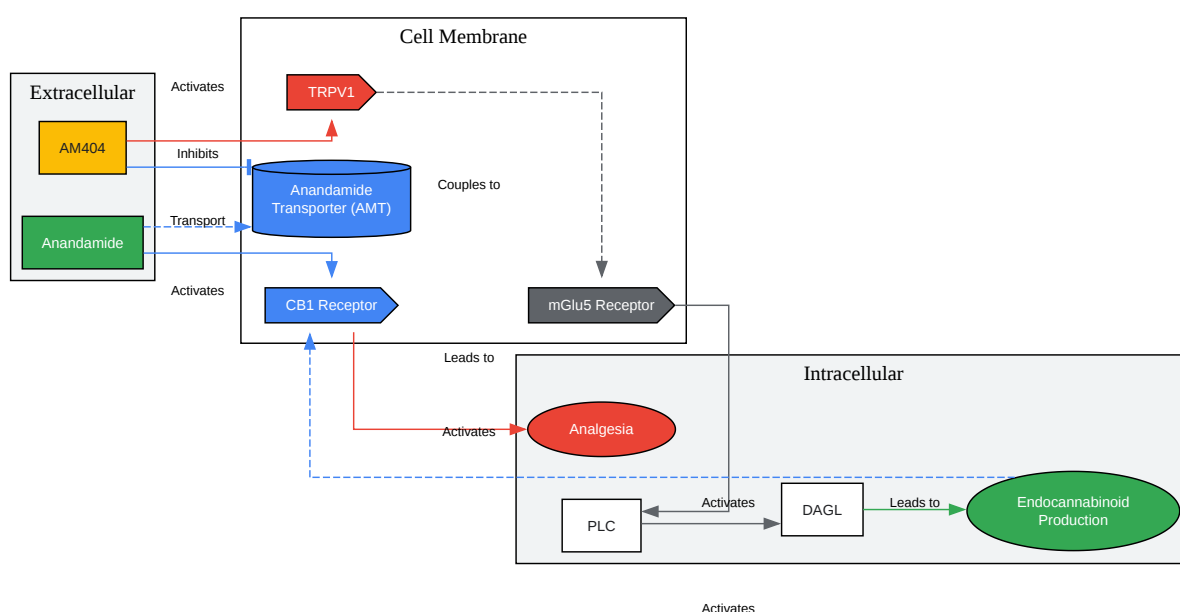 Cell Membrane
Extracellular
Activates
TRPV1
AM404
Inhibits
Anandamide
Transporter (AMT)
Couples to
Transport
Anandamide
Activates
CB1 Receptor
mGlu5 Receptor
Leads to
Intracellular
Analgesia
Activates
Activates
PLC
DAGL
Leads to
Endocannabinoid
Production
Activates